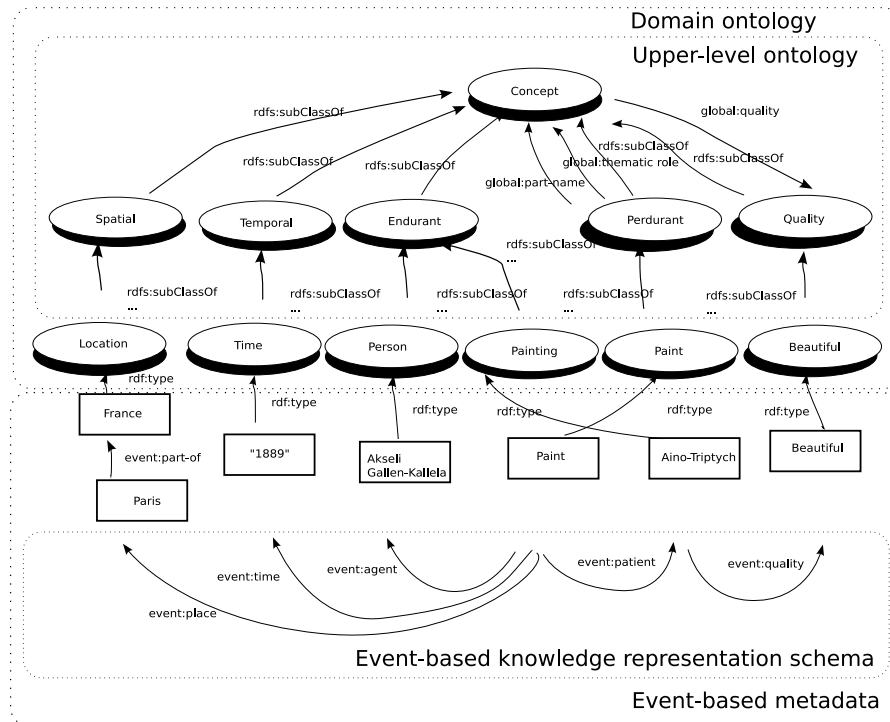 Domain ontology
Upper-level ontology
Concept
rdfs:subClassOf
global:quality
rdfs:subClassOf
rdfs:subClassOf
rdfs:subClassOf
rdfs:subClassOf
global:thematic role
global:part-name
Spatial
Temporal
Endurant
Perdurant
Quality
rdfs:subClassOf
...
rdfs:subClassOf
...
rdfs:subClassOf
...
rdfs:subClassOf
...
rdfs:subClassOf
...
rdfs:subClassOf
...
Location
Time
Person
Painting
Paint
Beautiful
rdf:type
rdf:type
rdf:type
rdf:type
rdf:type
rdf:type
France
"1889"
Akseli
Gallen-Kallela
Paint
Aino-Triptych
Beautiful
event:part-of
Paris
event:time
event:agent
event:patient
event:quality
event:place
Event-based knowledge representation schema
Event-based metadata